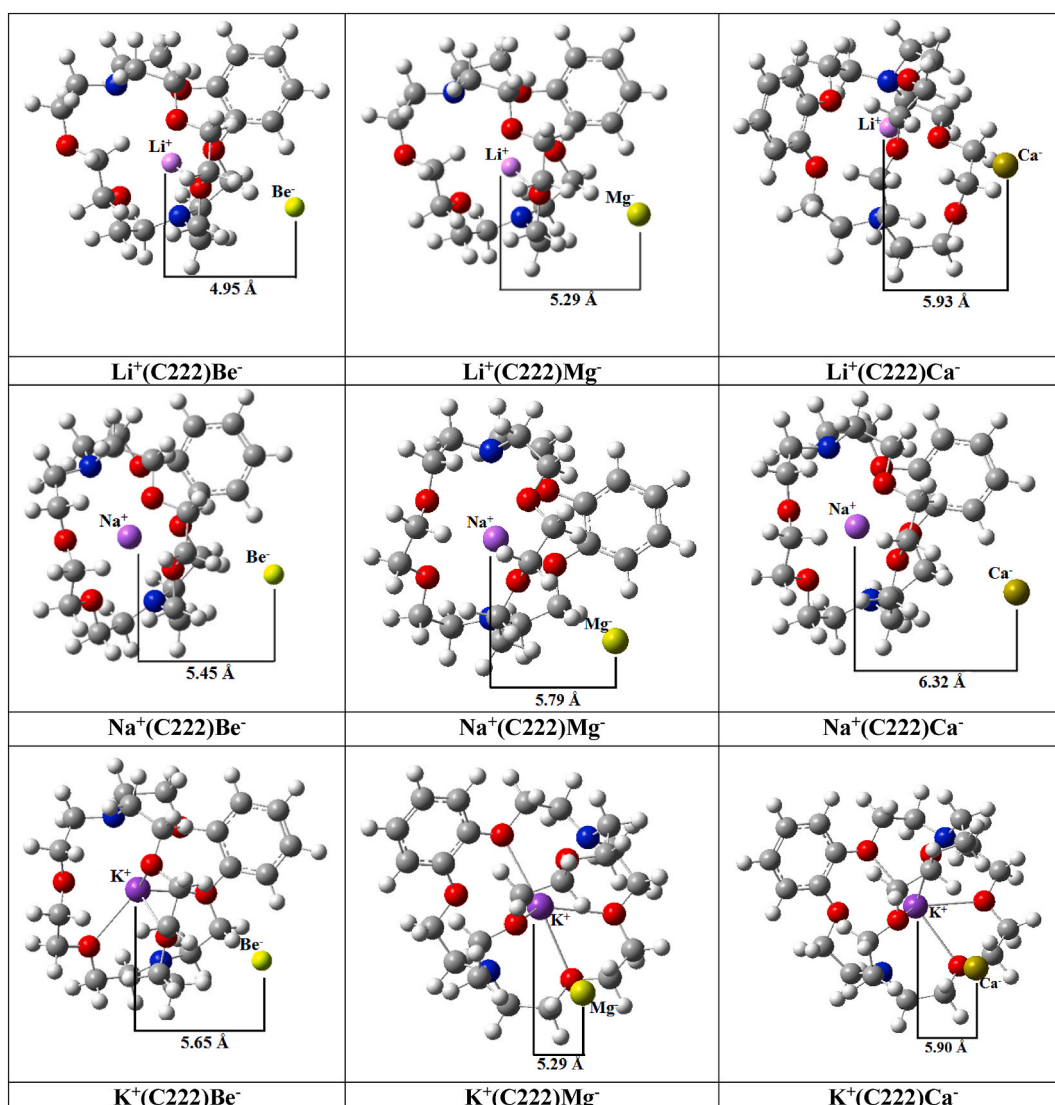 Li⁺
Be⁻
4.95 Å
Li⁺(C222)Be⁻
Li⁺
Mg⁻
5.29 Å
Li⁺(C222)Mg⁻
Li⁺
Ca⁻
5.93 Å
Li⁺(C222)Ca⁻
Na⁺
Be⁻
5.45 Å
Na⁺(C222)Be⁻
Na⁺
Mg⁻
5.79 Å
Na⁺(C222)Mg⁻
Na⁺
Ca⁻
6.32 Å
Na⁺(C222)Ca⁻
K⁺
Be⁻
5.65 Å
K⁺(C222)Be⁻
K⁺
Mg⁻
5.29 Å
K⁺(C222)Mg⁻
K⁺
Ca⁻
5.90 Å
K⁺(C222)Ca⁻